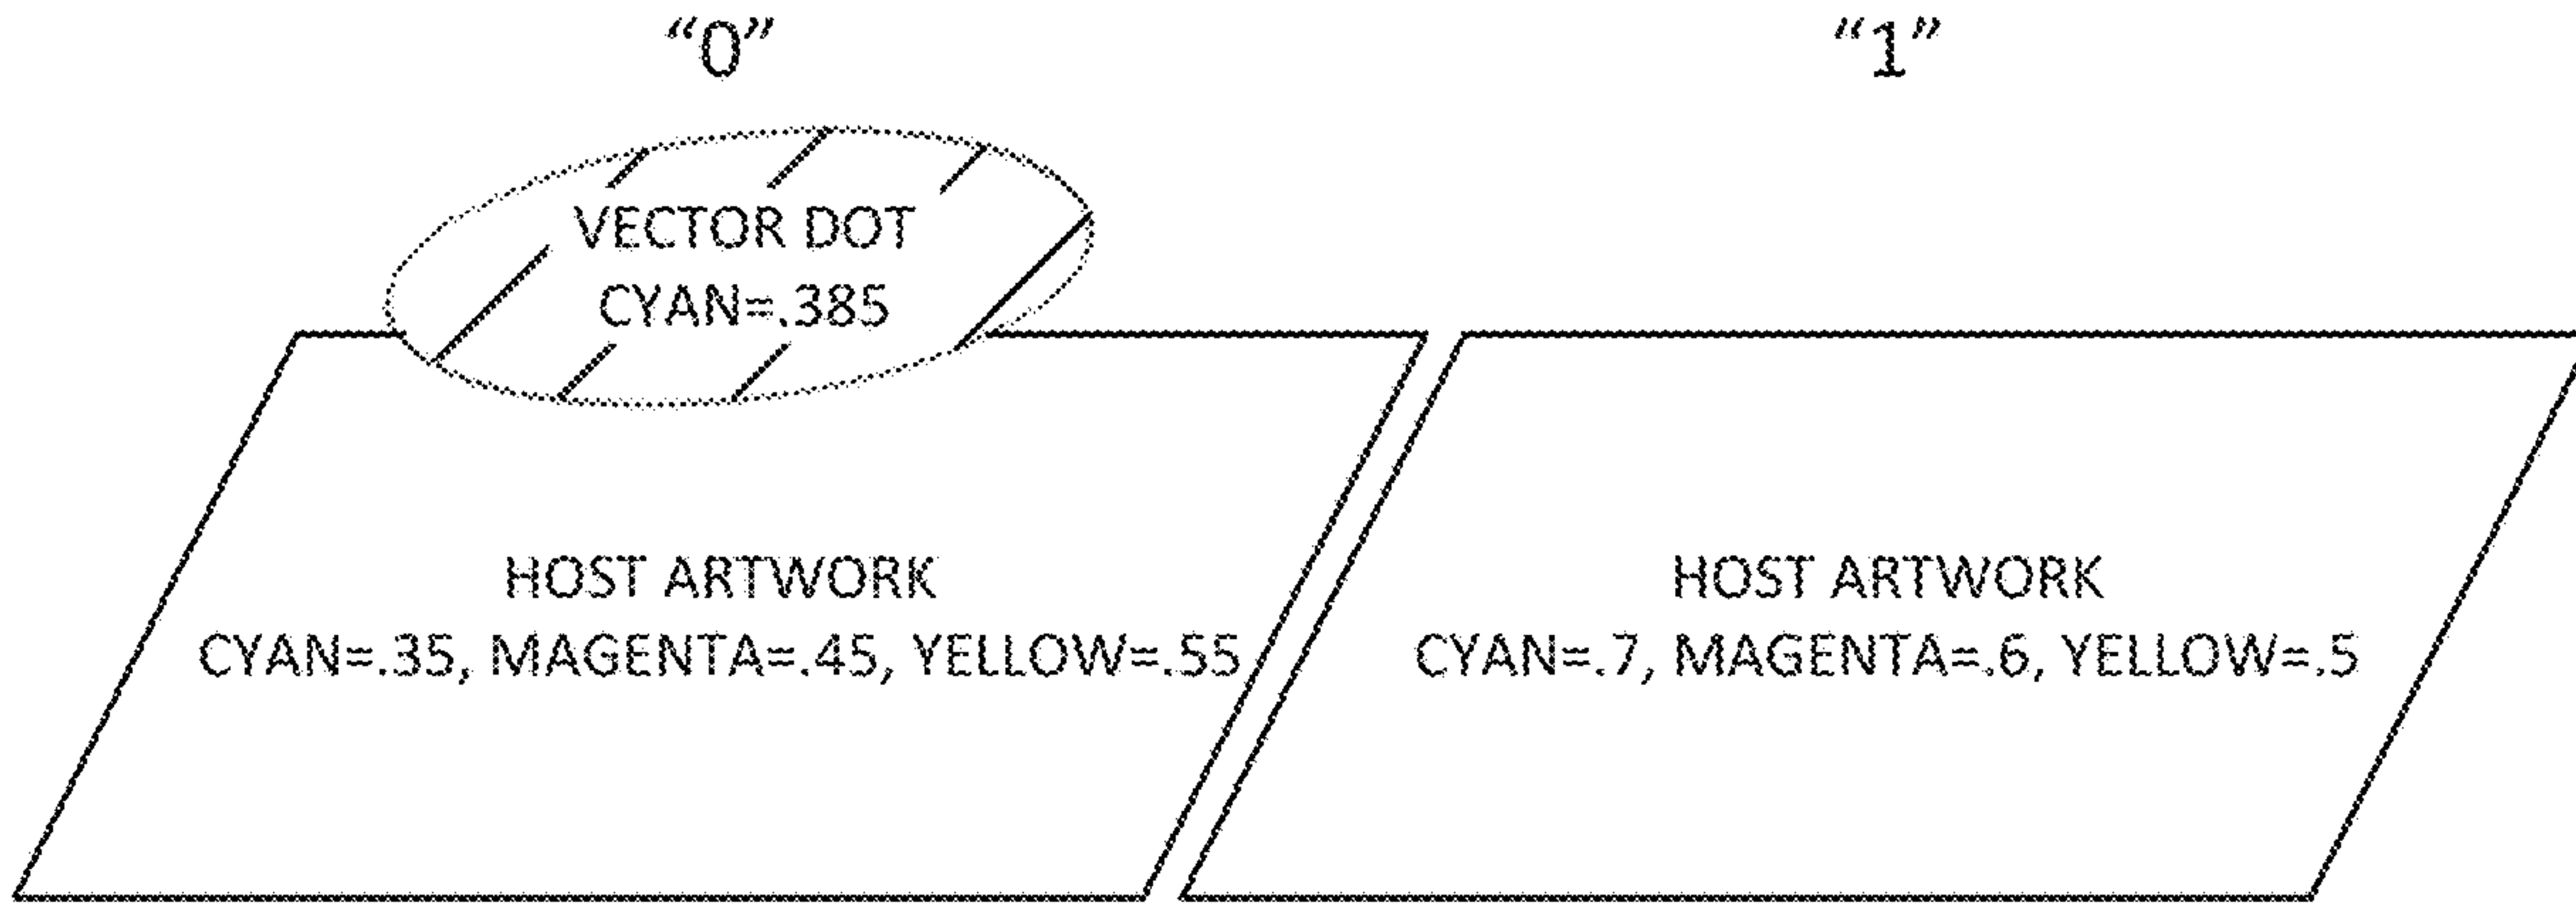 “0”
“1”
VECTOR DOT
CYAN=.385
HOST ARTWORK
CYAN=.35, MAGENTA=.45, YELLOW=.55
HOST ARTWORK
CYAN=.7, MAGENTA=.6, YELLOW=.5